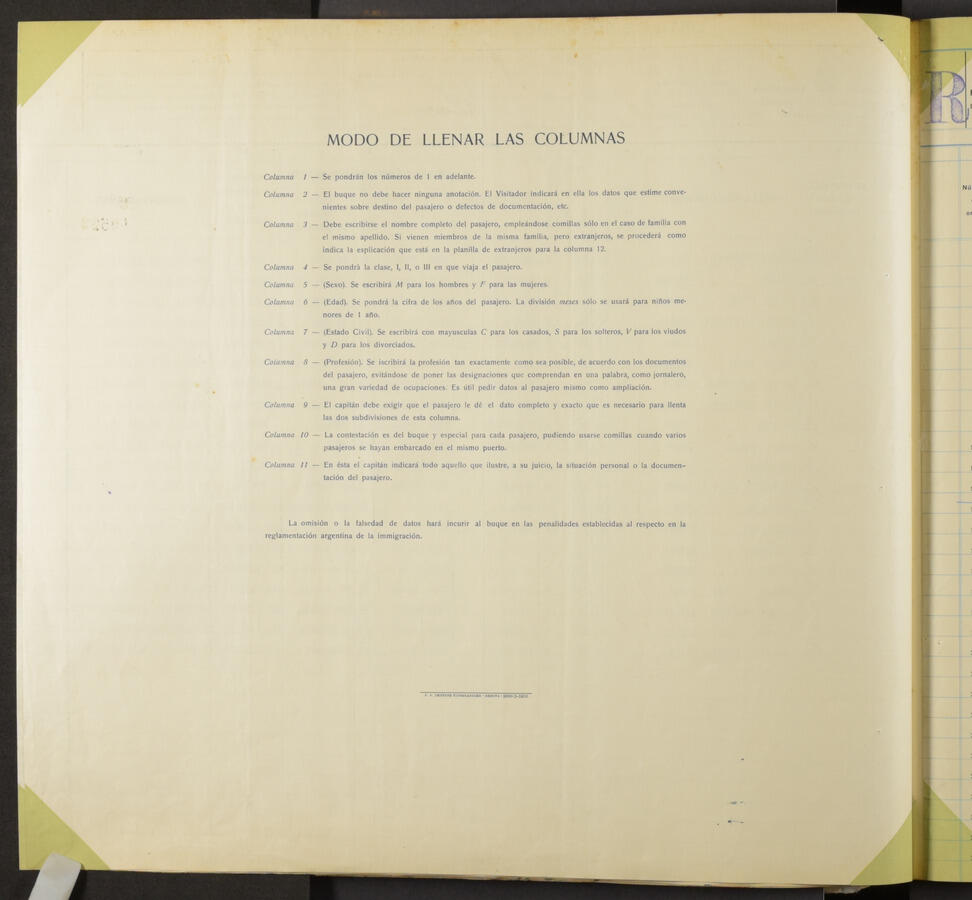 MODO DE LLENAR LAS COLUMNAS
Columna 1 — Se pondrán los números de 1 en adelante.
Columna 2 — El buque no debe hacer ninguna anotación. El Visitador indicará en ella los datos que estime conve-
nientes sobre destino del pasajero o defectos de documentación, etc.
Columna 3 — Debe escribirse el nombre completo del pasajero, empleándose comillas sólo en el caso de familia con
el mismo apellido. Si vienen miembros de la misma familia, pero extranjeros, se procederá como
indica la esplicación que está en la planilla de extranjeros para la columna 12.
Columna 4 — Se pondrà la clase, I, II, o III en que viaja el pasajero.
Columna 5 — (Sexo). Se escribirá M para los hombres y F para las mujeres.
Columna 6 — (Edad). Se pondrá la cifra de los años del pasajero. La división meses sólo se usará para niños me-
nores de 1 año.
Columna 7 — (Estado Civil). Se escribirá con mayusculas C para los casados, S para los solteros, V para los viudos
y D para los divorciados.
Columna 8 — (Profesión). Se iscribirá la profesión tan exactamente como sea posible, de acuerdo con los documentos
del pasajero, evitándose de poner las designaciones que comprendan en una palabra, como jornalero,
una gran variedad de ocupaciones. Es útil pedir datos al pasajero mismo como ampliación.
Columna 9 — El capitán debe exigir que el pasajero le dé el dato completo y exacto que es necesario para llenta
las dos subdivisiones de esta columna.
Columna 10 — La contestación es del buque y especial para cada pasajero, pudiendo usarse comillas cuando varios
pasajeros se hayan embarcado en el mismo puerto.
Columna 11 — En ésta el capitán indicará todo aquello que ilustre, a su juicio, la situación personal o la documen-
tación del pasajero.
La omisión o la falsedad de datos hará incurir al buque en las penalidades establecidas al respecto en la
reglamentación argentina de la immigración.
R
Nú